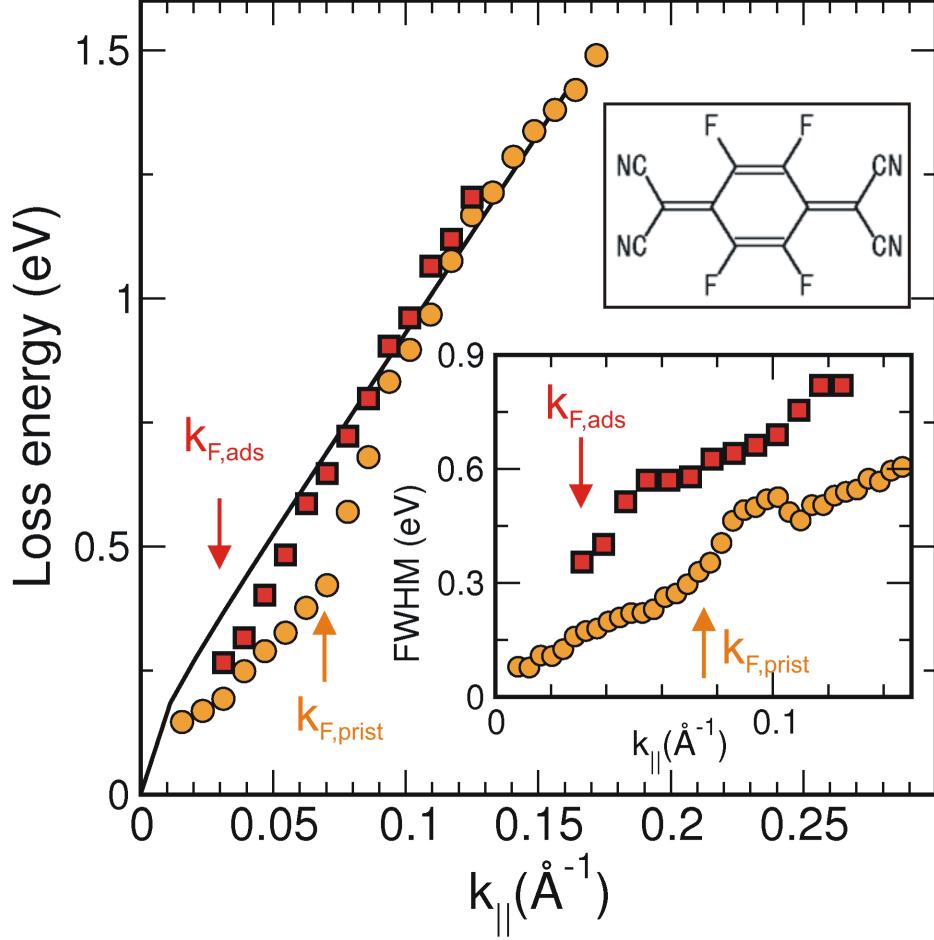 1.5
1
0.5
0
0
0.05
0.1
0.15
0.2
0.25
Loss energy (eV)
k||(Å-1)
kF,ads
kF,prist
F F
NC CN
NC CN
F F
0.9
0.6
0.3
0
0
0.1
FWHM (eV)
k||(Å-1)
kF,ads
kF,prist